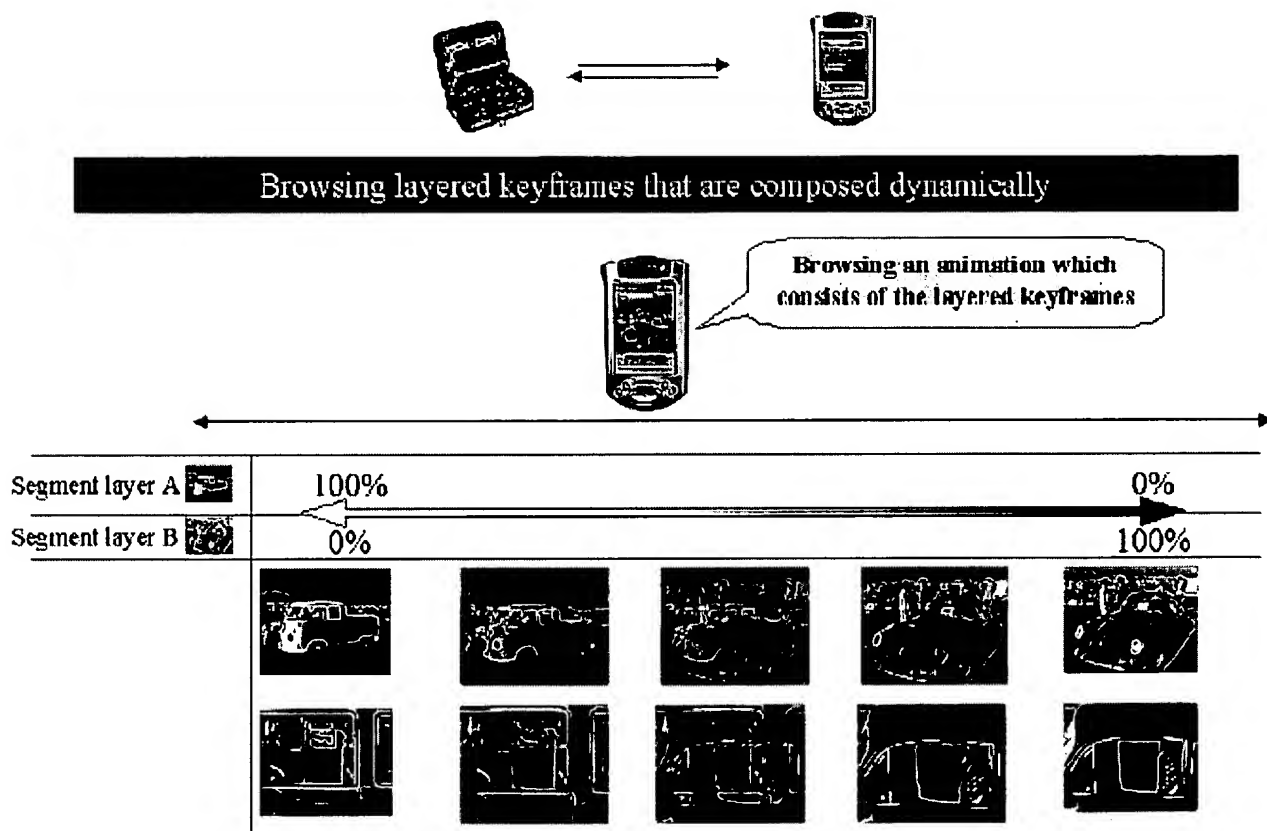 Browsing layered keyframes that are composed dynamically
Browsing an animation which
consists of the layered keyframes
Segment layer A
100%
0%
Segment layer B
0%
100%